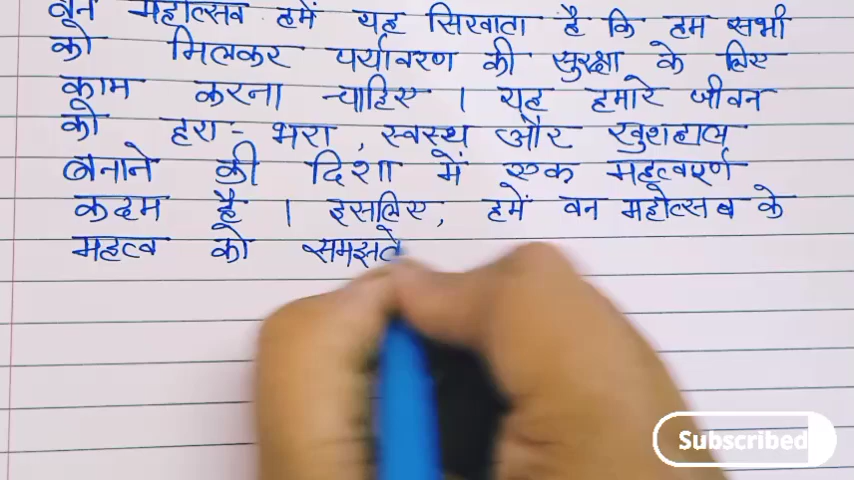 वन महोत्सव हमें यह सिखाता है कि हम सभी
को मिलकर पर्यावरण की सुरक्षा के लिए
काम करना चाहिए । यह हमारे जीवन
को हरा - भरा , स्वस्थ और खुशहाल
बनाने की दिशा में एक महत्वपूर्ण
कदम है । इसलिए, हमें वन महोत्सव के
महत्व को समझते
Subscribed